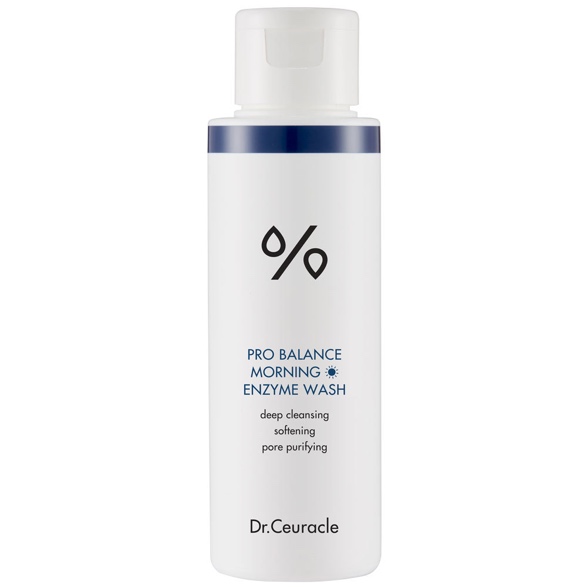 %
PRO BALANCE
MORNING
ENZYME WASH
deep cleansing
softening
pore purifying
Dr.Ceuracle